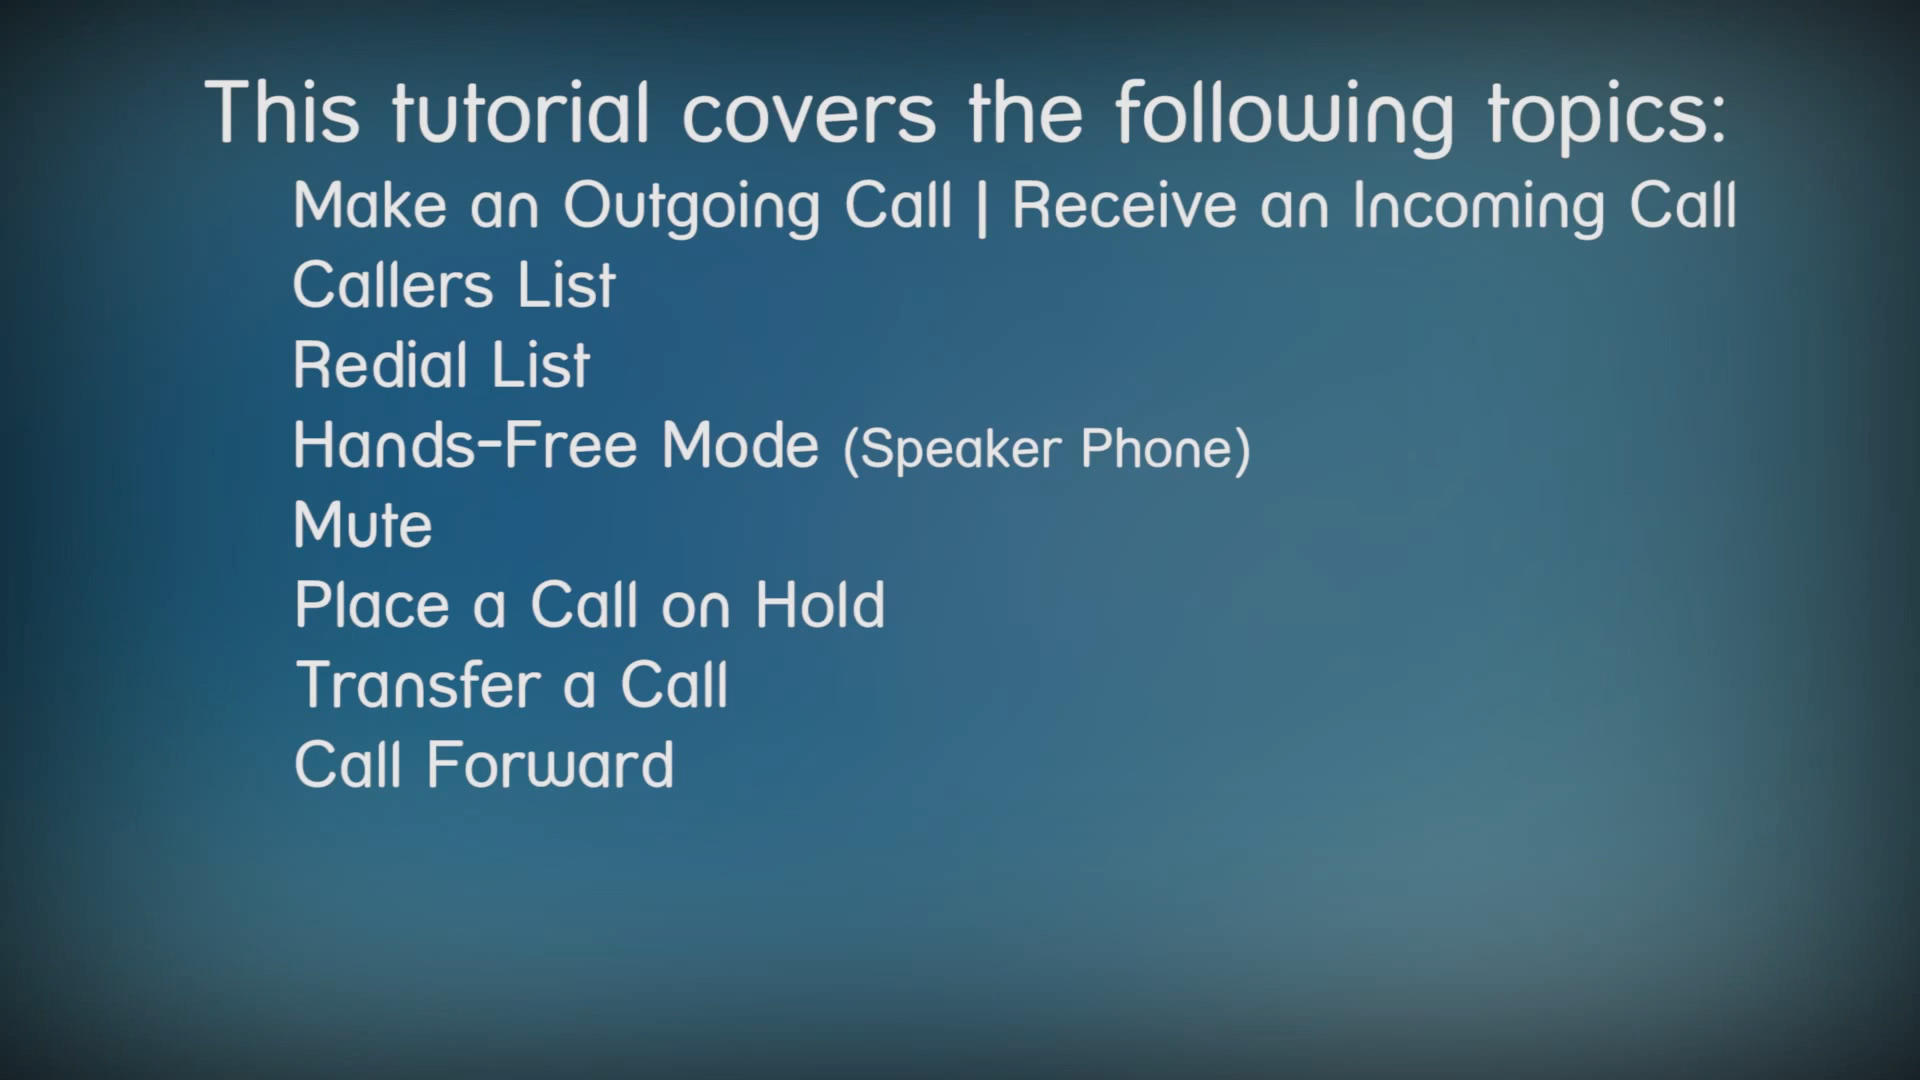 This tutorial covers the following topics:
Make an Outgoing Call | Receive an Incoming Call
Callers List
Redial List
Hands-Free Mode (Speaker Phone)
Mute
Place a Call on Hold
Transfer a Call
Call Forward